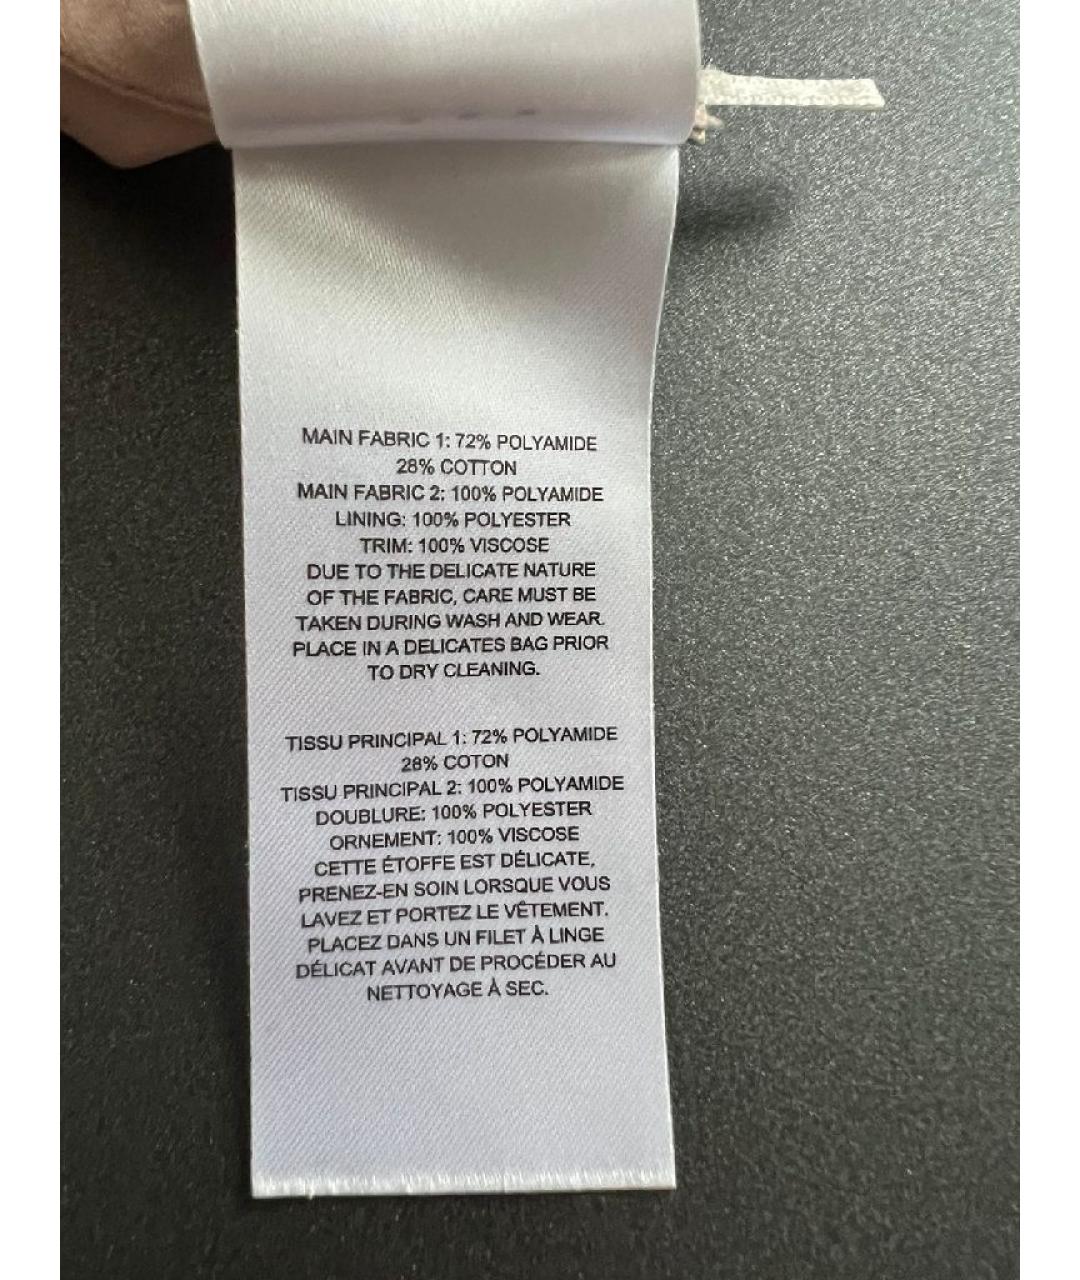 MAIN FABRIC 1: 72% POLYAMIDE
28% COTTON
MAIN FABRIC 2: 100% POLYAMIDE
LINING: 100% POLYESTER
TRIM: 100% VISCOSE
DUE TO THE DELICATE NATURE
OF THE FABRIC, CARE MUST BE
TAKEN DURING WASH AND WEAR.
PLACE IN A DELICATES BAG PRIOR
TO DRY CLEANING.
TISSU PRINCIPAL 1: 72% POLYAMIDE
28% COTON
TISSU PRINCIPAL 2: 100% POLYAMIDE
DOUBLURE: 100% POLYESTER
ORNEMENT: 100% VISCOSE
CETTE ÉTOFFE EST DÉLICATE,
PRENEZ-EN SOIN LORSQUE VOUS
LAVEZ ET PORTEZ LE VÊTEMENT.
PLACEZ DANS UN FILET À LINGE
DÉLICAT AVANT DE PROCÉDER AU
NETTOYAGE À SEC.